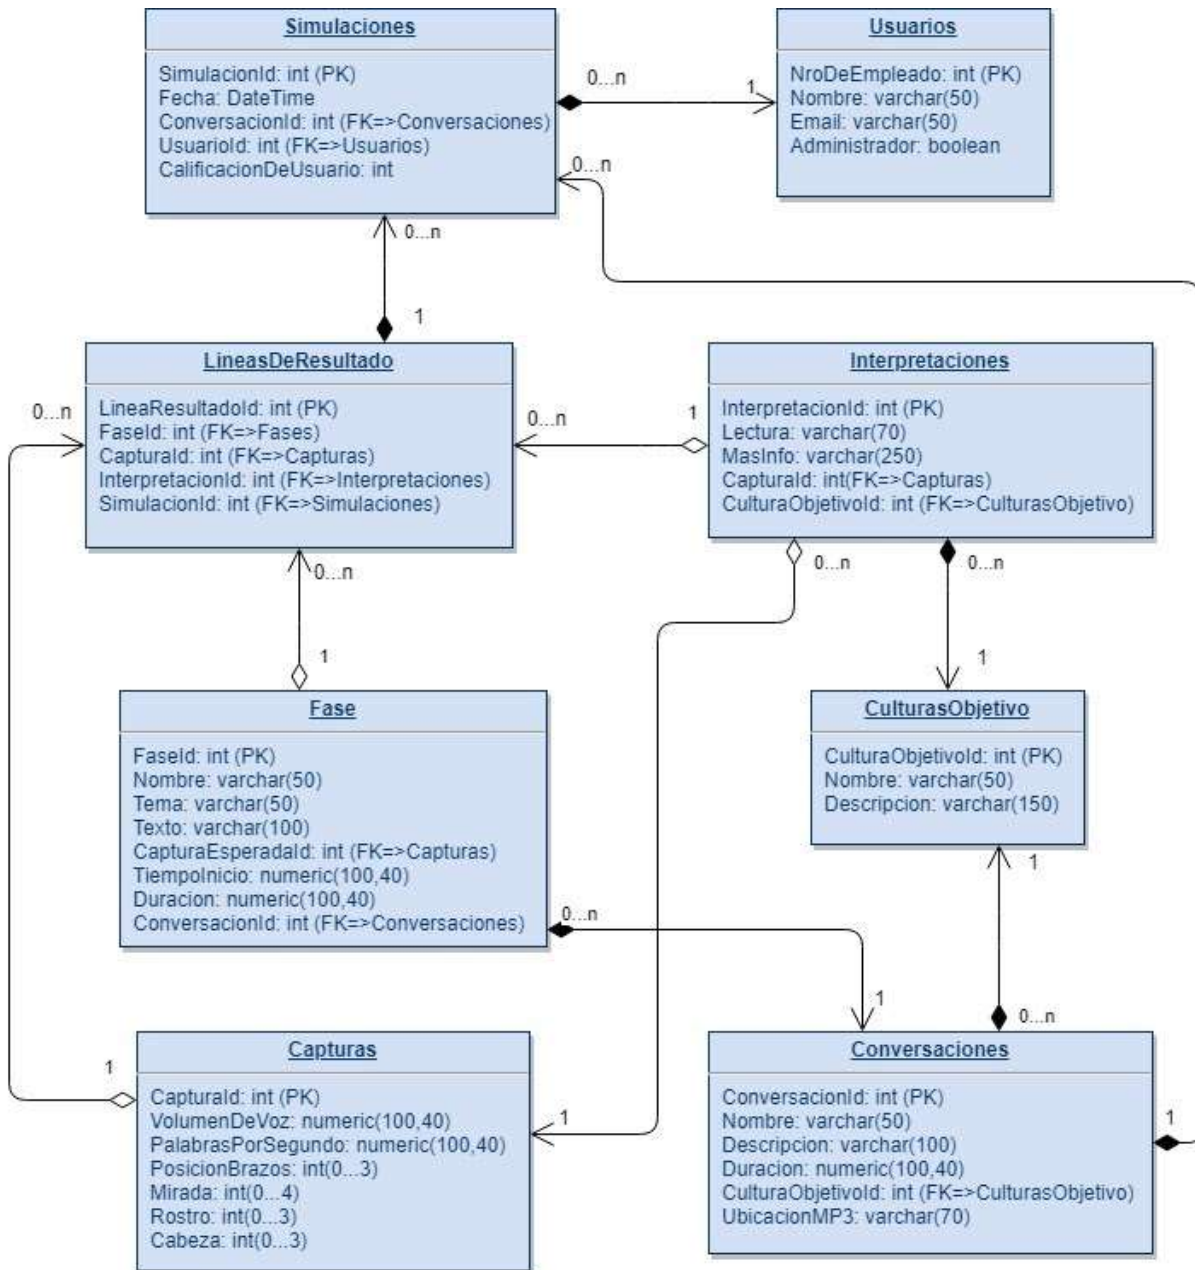 Simulaciones
SimulacionId: int (PK)
Fecha: DateTime
ConversacionId: int (FK=>Conversaciones)
UsuarioId: int (FK=>Usuarios)
CalificacionDeUsuario: int
0...n
1
Usuarios
NroDeEmpleado: int (PK)
Nombre: varchar(50)
Email: varchar(50)
Administrador: boolean
0...n
0...n
1
LineasDeResultado
LineaResultadoId: int (PK)
FaseId: int (FK=>Fases)
CapturaId: int (FK=>Capturas)
InterpretacionId: int (FK=>Interpretaciones)
SimulacionId: int (FK=>Simulaciones)
0...n
0...n
1
Interpretaciones
InterpretacionId: int (PK)
Lectura: varchar(70)
MasInfo: varchar(250)
CapturaId: int(FK=>Capturas)
CulturaObjetivoId: int (FK=>CulturasObjetivo)
0...n
0...n
0...n
1
1
Fase
FaseId: int (PK)
Nombre: varchar(50)
Tema: varchar(50)
Texto: varchar(100)
CapturaEsperadaId: int (FK=>Capturas)
TiempoInicio: numeric(100,40)
Duracion: numeric(100,40)
ConversacionId: int (FK=>Conversaciones)
CulturasObjetivo
CulturaObjetivoId: int (PK)
Nombre: varchar(50)
Descripcion: varchar(150)
1
0...n
1
0...n
1
Capturas
CapturaId: int (PK)
VolumenDeVoz: numeric(100,40)
PalabrasPorSegundo: numeric(100,40)
PosicionBrazos: int(0...3)
Mirada: int(0...4)
Rostro: int(0...3)
Cabeza: int(0...3)
1
Conversaciones
ConversacionId: int (PK)
Nombre: varchar(50)
Descripcion: varchar(100)
Duracion: numeric(100,40)
CulturaObjetivoId: int (FK=>CulturasObjetivo)
UbicacionMP3: varchar(70)
1